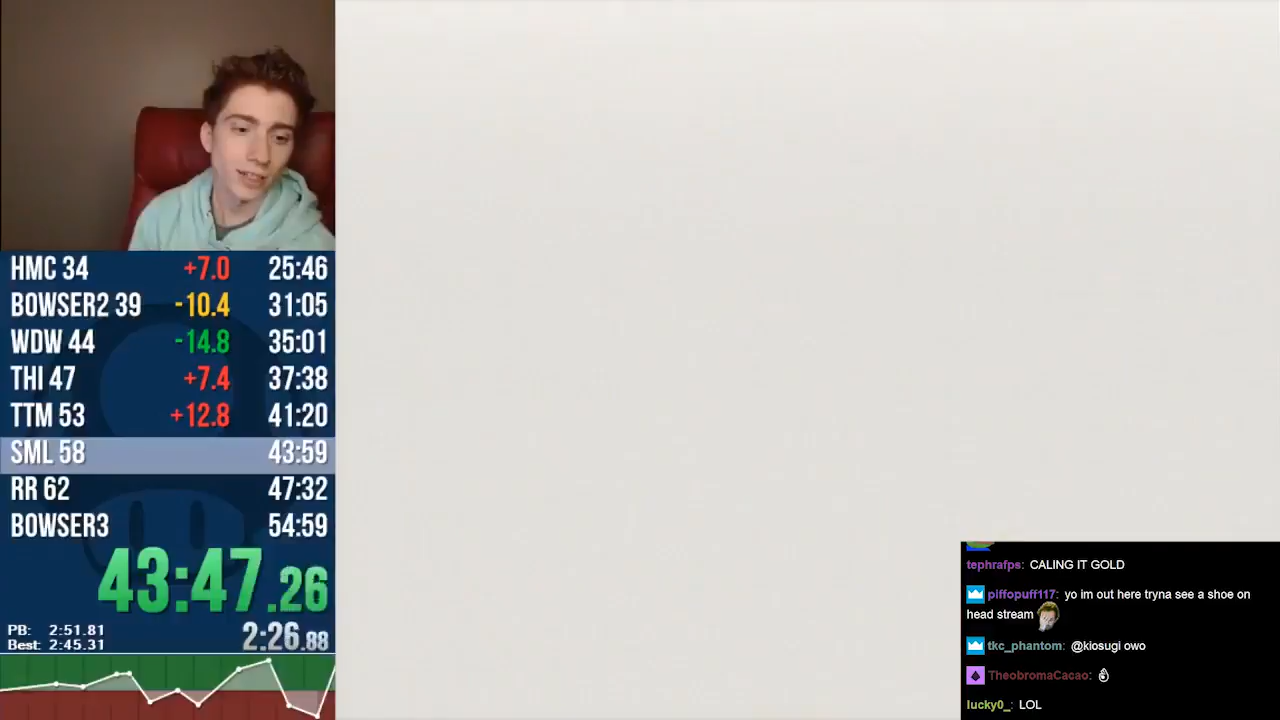 HMC 34 +7.0 25:46
BOWSER2 39 -10.4 31:05
WDW 44 -14.8 35:01
THI 47 +7.4 37:38
TTM 53 +12.8 41:20
SML 58 43:59
RR 62 47:32
BOWSER3 54:59
43:47.26
PB: 2:51.81
Best: 2:45.31
2:26.88
tephrafps: CALING IT GOLD
piffopuff117: yo im out here tryna see a shoe on
head stream
tkc_phantom: @kiosugi owo
TheobromaCacao:
lucky0_: LOL